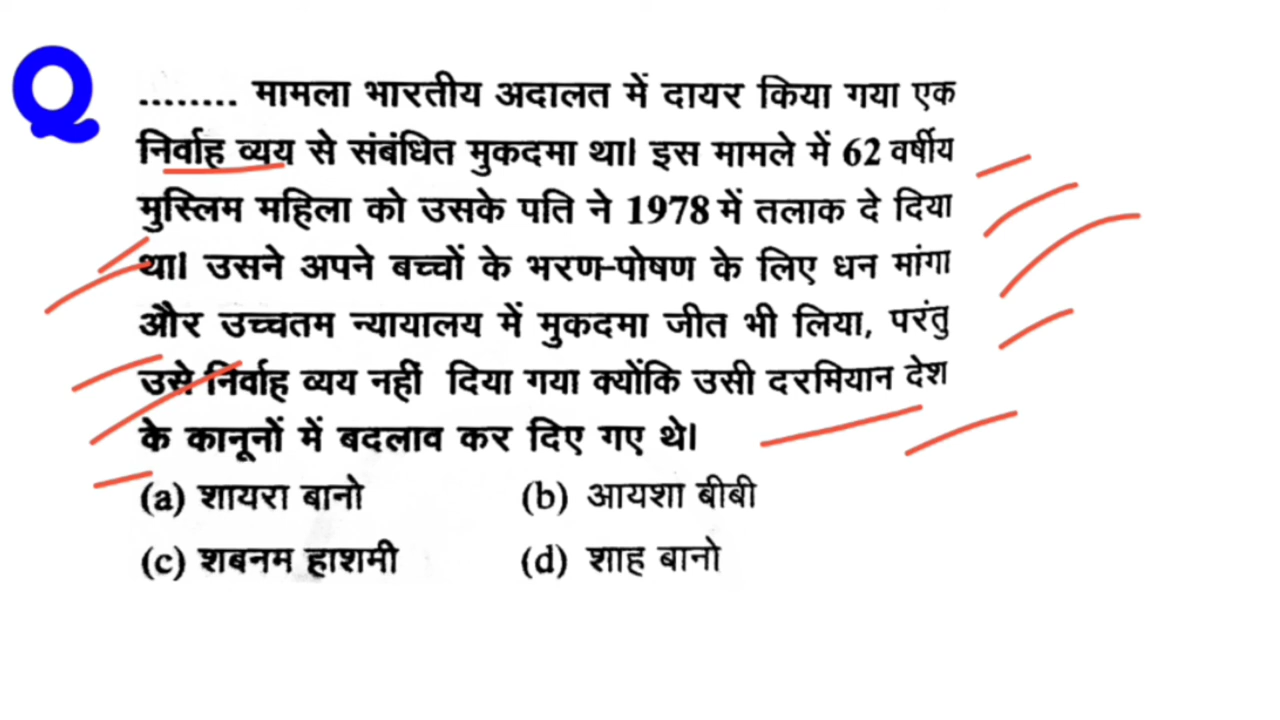 Q
........ मामला भारतीय अदालत में दायर किया गया एक
निर्वाह व्यय से संबंधित मुकदमा था। इस मामले में 62 वर्षीय
मुस्लिम महिला को उसके पति ने 1978 में तलाक दे दिया
था। उसने अपने बच्चों के भरण-पोषण के लिए धन मांगा
और उच्चतम न्यायालय में मुकदमा जीत भी लिया, परंतु
उसे निर्वाह व्यय नहीं दिया गया क्योंकि उसी दरमियान देश
के कानूनों में बदलाव कर दिए गए थे।
(a) शायरा बानो (b) आयशा बीबी
(c) शबनम हाशमी (d) शाह बानो